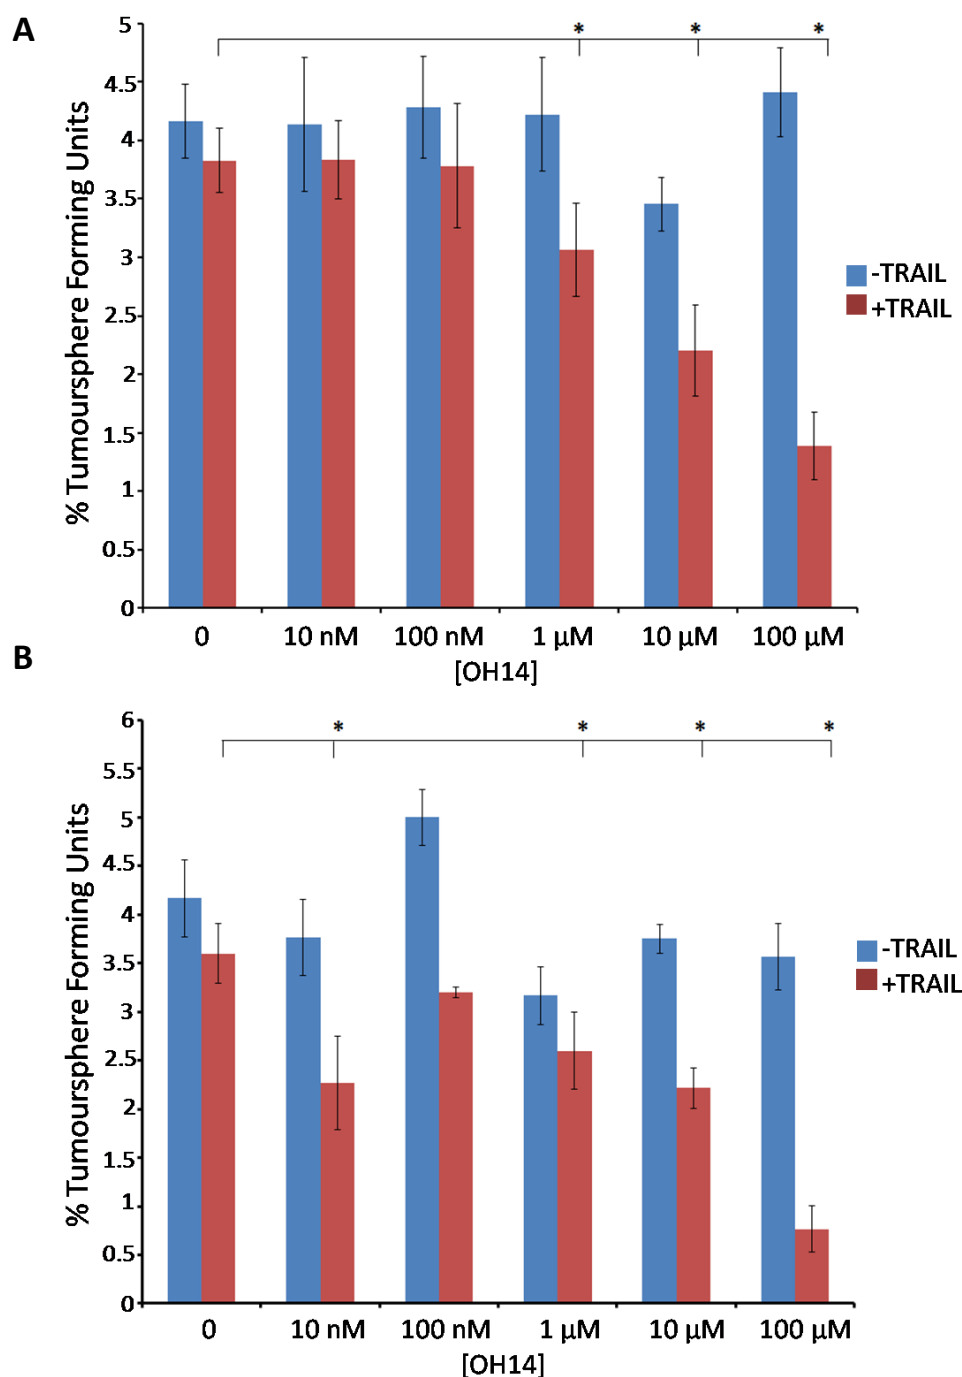 A
* * *
5
4.5
4
3.5
3
2.5
2
1.5
1
0.5
0
% Tumoursphere Forming Units
-TRAIL
+TRAIL
0 10 nM 100 nM 1 µM 10 µM 100 µM
[OH14]
B
* * * *
6
5.5
5
4.5
4
3.5
3
2.5
2
1.5
1
0.5
0
% Tumoursphere Forming Units
-TRAIL
+TRAIL
0 10 nM 100 nM 1 µM 10 µM 100 µM
[OH14]